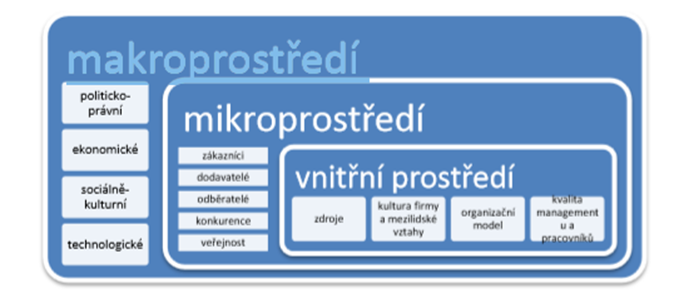 makroprostředí
politicko-
právní
ekonomické
sociálně-
kulturní
technologické
mikroprostředí
zákazníci
dodavatelé
odběratelé
konkurence
veřejnost
vnitřní prostředí
zdroje
kultura firmy
a mezilidské
vztahy
organizační
model
kvalita
management
u a
pracovníků